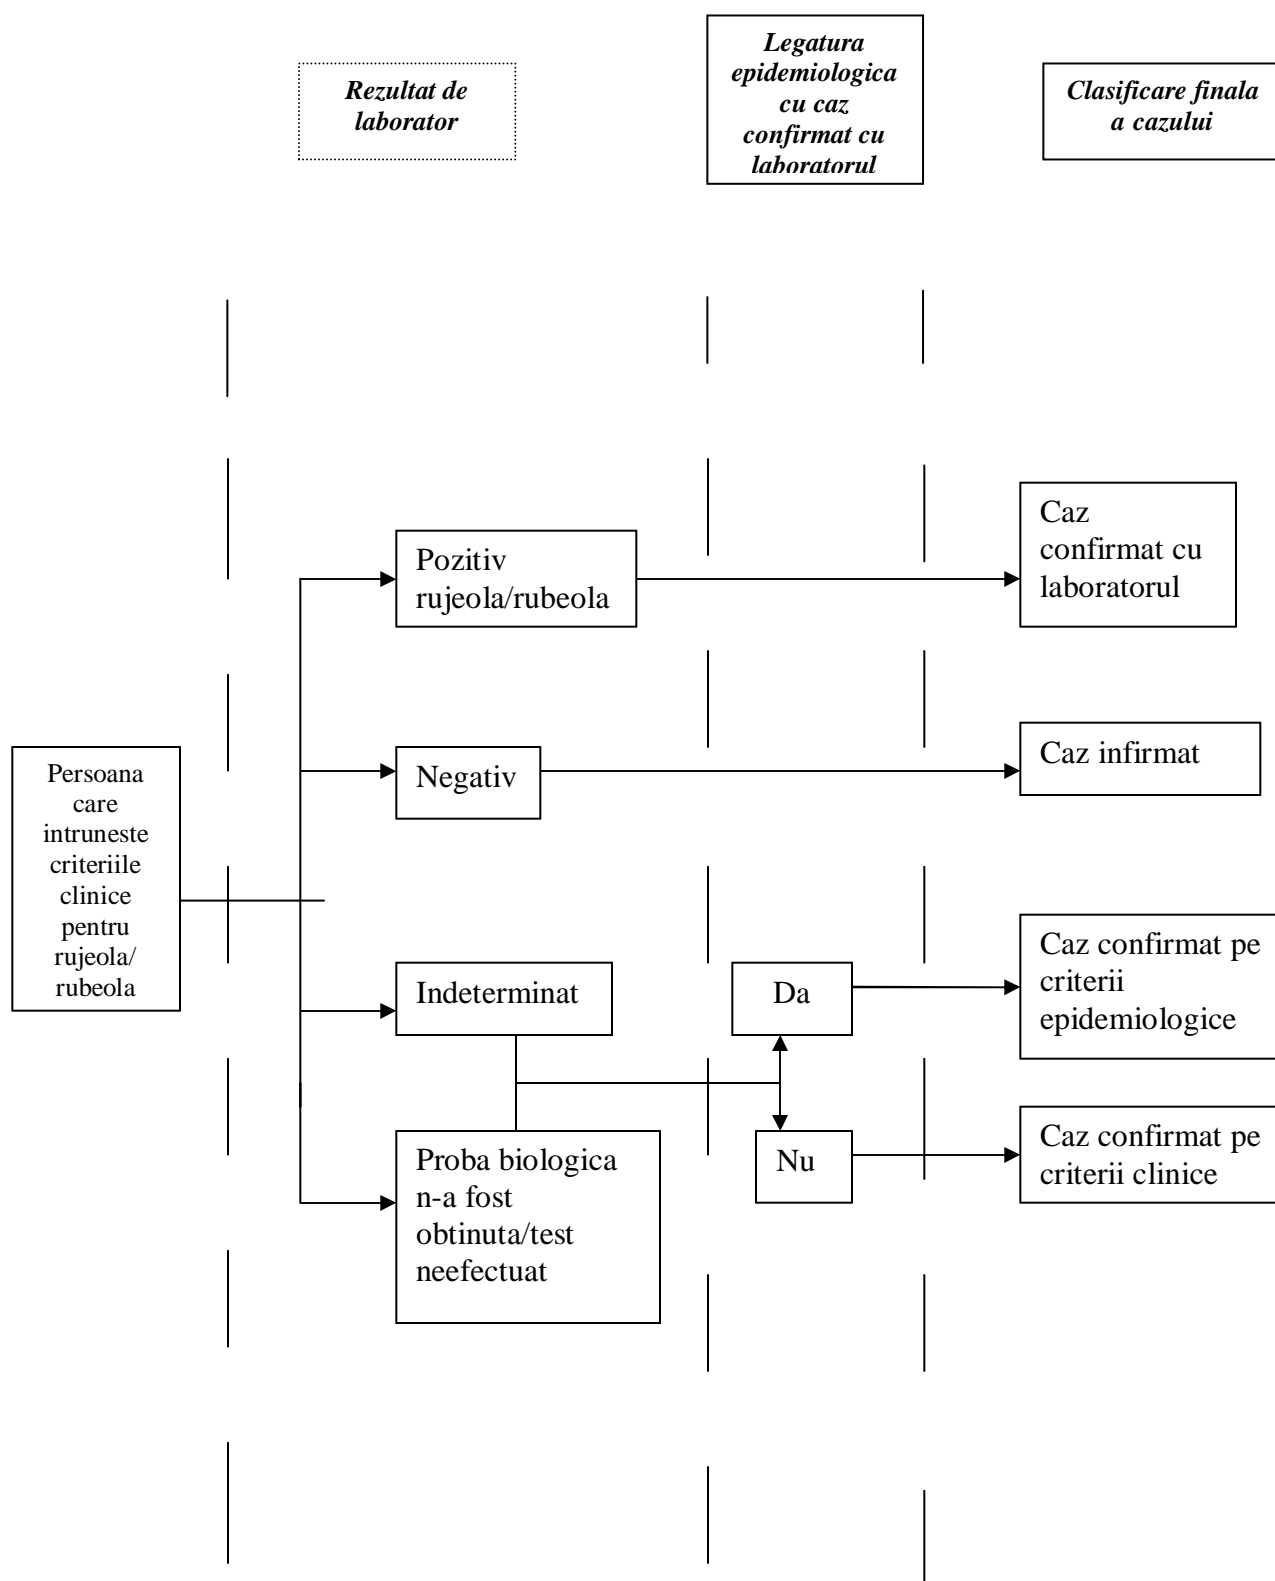 Rezultat de
laborator
Legatura
epidemiologica
cu caz
confirmat cu
laboratorul
Clasificare finala
a cazului
Persoana
care
intruneste
criteriile
clinice
pentru
rujeola/
rubeola
Pozitiv
rujeola/rubeola
Caz
confirmat cu
laboratorul
Negativ
Caz infirmat
Indeterminat
Da
Caz confirmat pe
criterii
epidemiologice
Proba biologica
n-a fost
obtinuta/test
neefectuat
Nu
Caz confirmat pe
criterii clinice